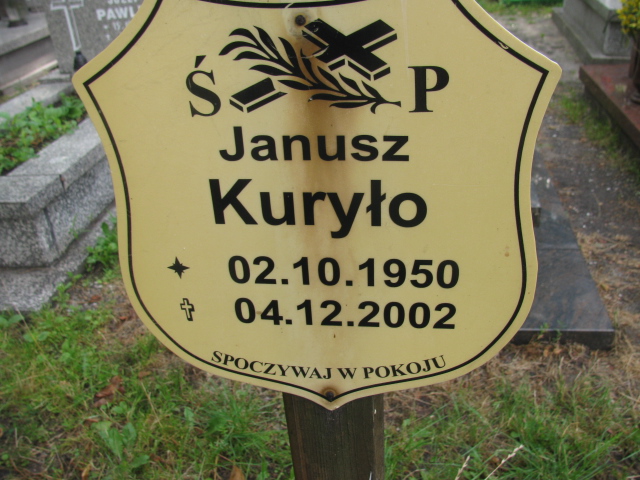 Ś P
Janusz
Kuryło
02.10.1950
04.12.2002
SPOCZYWAJ W POKOJU